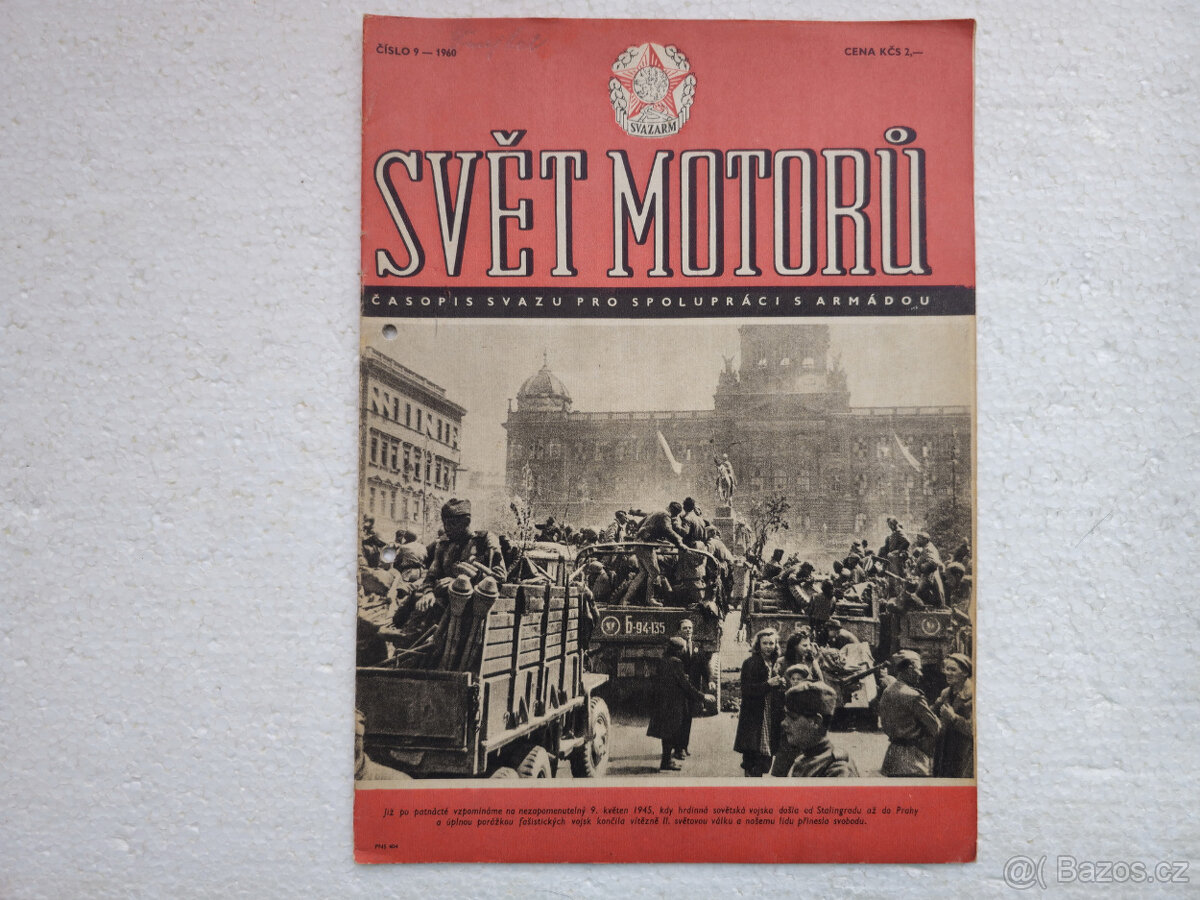 ČÍSLO 9 — 1960
CENA KČS 2,—
SVAZARM
SVĚT MOTORŮ
ČASOPIS SVAZU PRO SPOLUPRÁCI S ARMÁDOU
Б-94-135
Již po patnácté vzpomínáme na nezapomenutelný 9. květen 1945, kdy hrdinná sovětská vojska došla od Stalingradu až do Prahy
a úplnou porážkou fašistických vojsk končila vítězně II. světovou válku a našemu lidu přinesla svobodu.
PNS 404
@( Bazos.cz